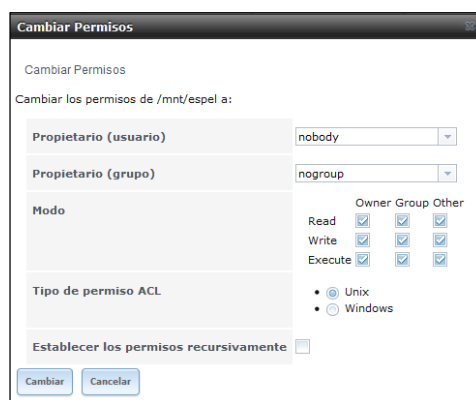 Cambiar Permisos
Cambiar Permisos
Cambiar los permisos de /mnt/espel a:
Propietario (usuario) nobody
Propietario (grupo) nogroup
Modo Owner Group Other
Read
Write
Execute
Tipo de permiso ACL Unix
Windows
Establecer los permisos recursivamente
Cambiar Cancelar